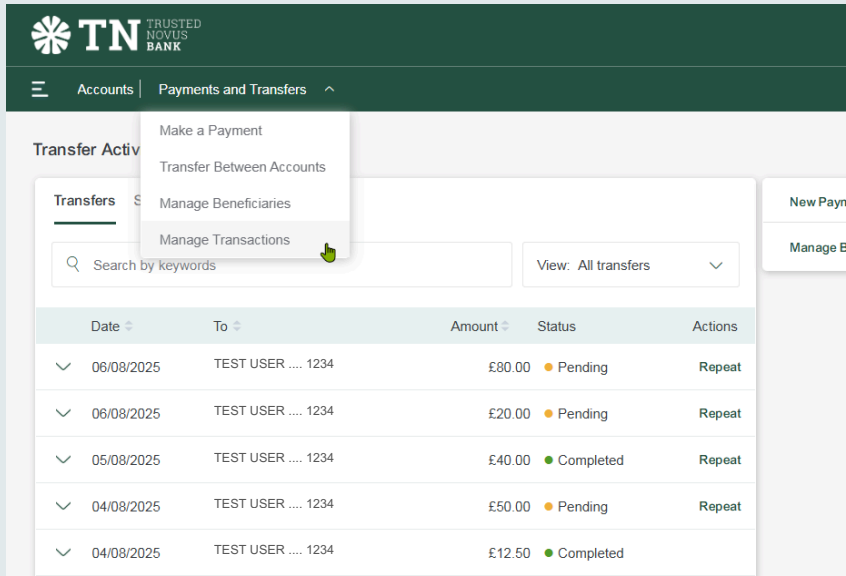 TN TRUSTED
NOVUS
BANK
Accounts
Payments and Transfers
Make a Payment
Transfer Between Accounts
Manage Beneficiaries
Manage Transactions
Transfer Activ
Transfers S
Search by keywords
View: All transfers
New Paym
Manage B
Date To Amount Status Actions
06/08/2025 TEST USER .... 1234 £80.00 Pending Repeat
06/08/2025 TEST USER .... 1234 £20.00 Pending Repeat
05/08/2025 TEST USER .... 1234 £40.00 Completed Repeat
04/08/2025 TEST USER .... 1234 £50.00 Pending Repeat
04/08/2025 TEST USER .... 1234 £12.50 Completed